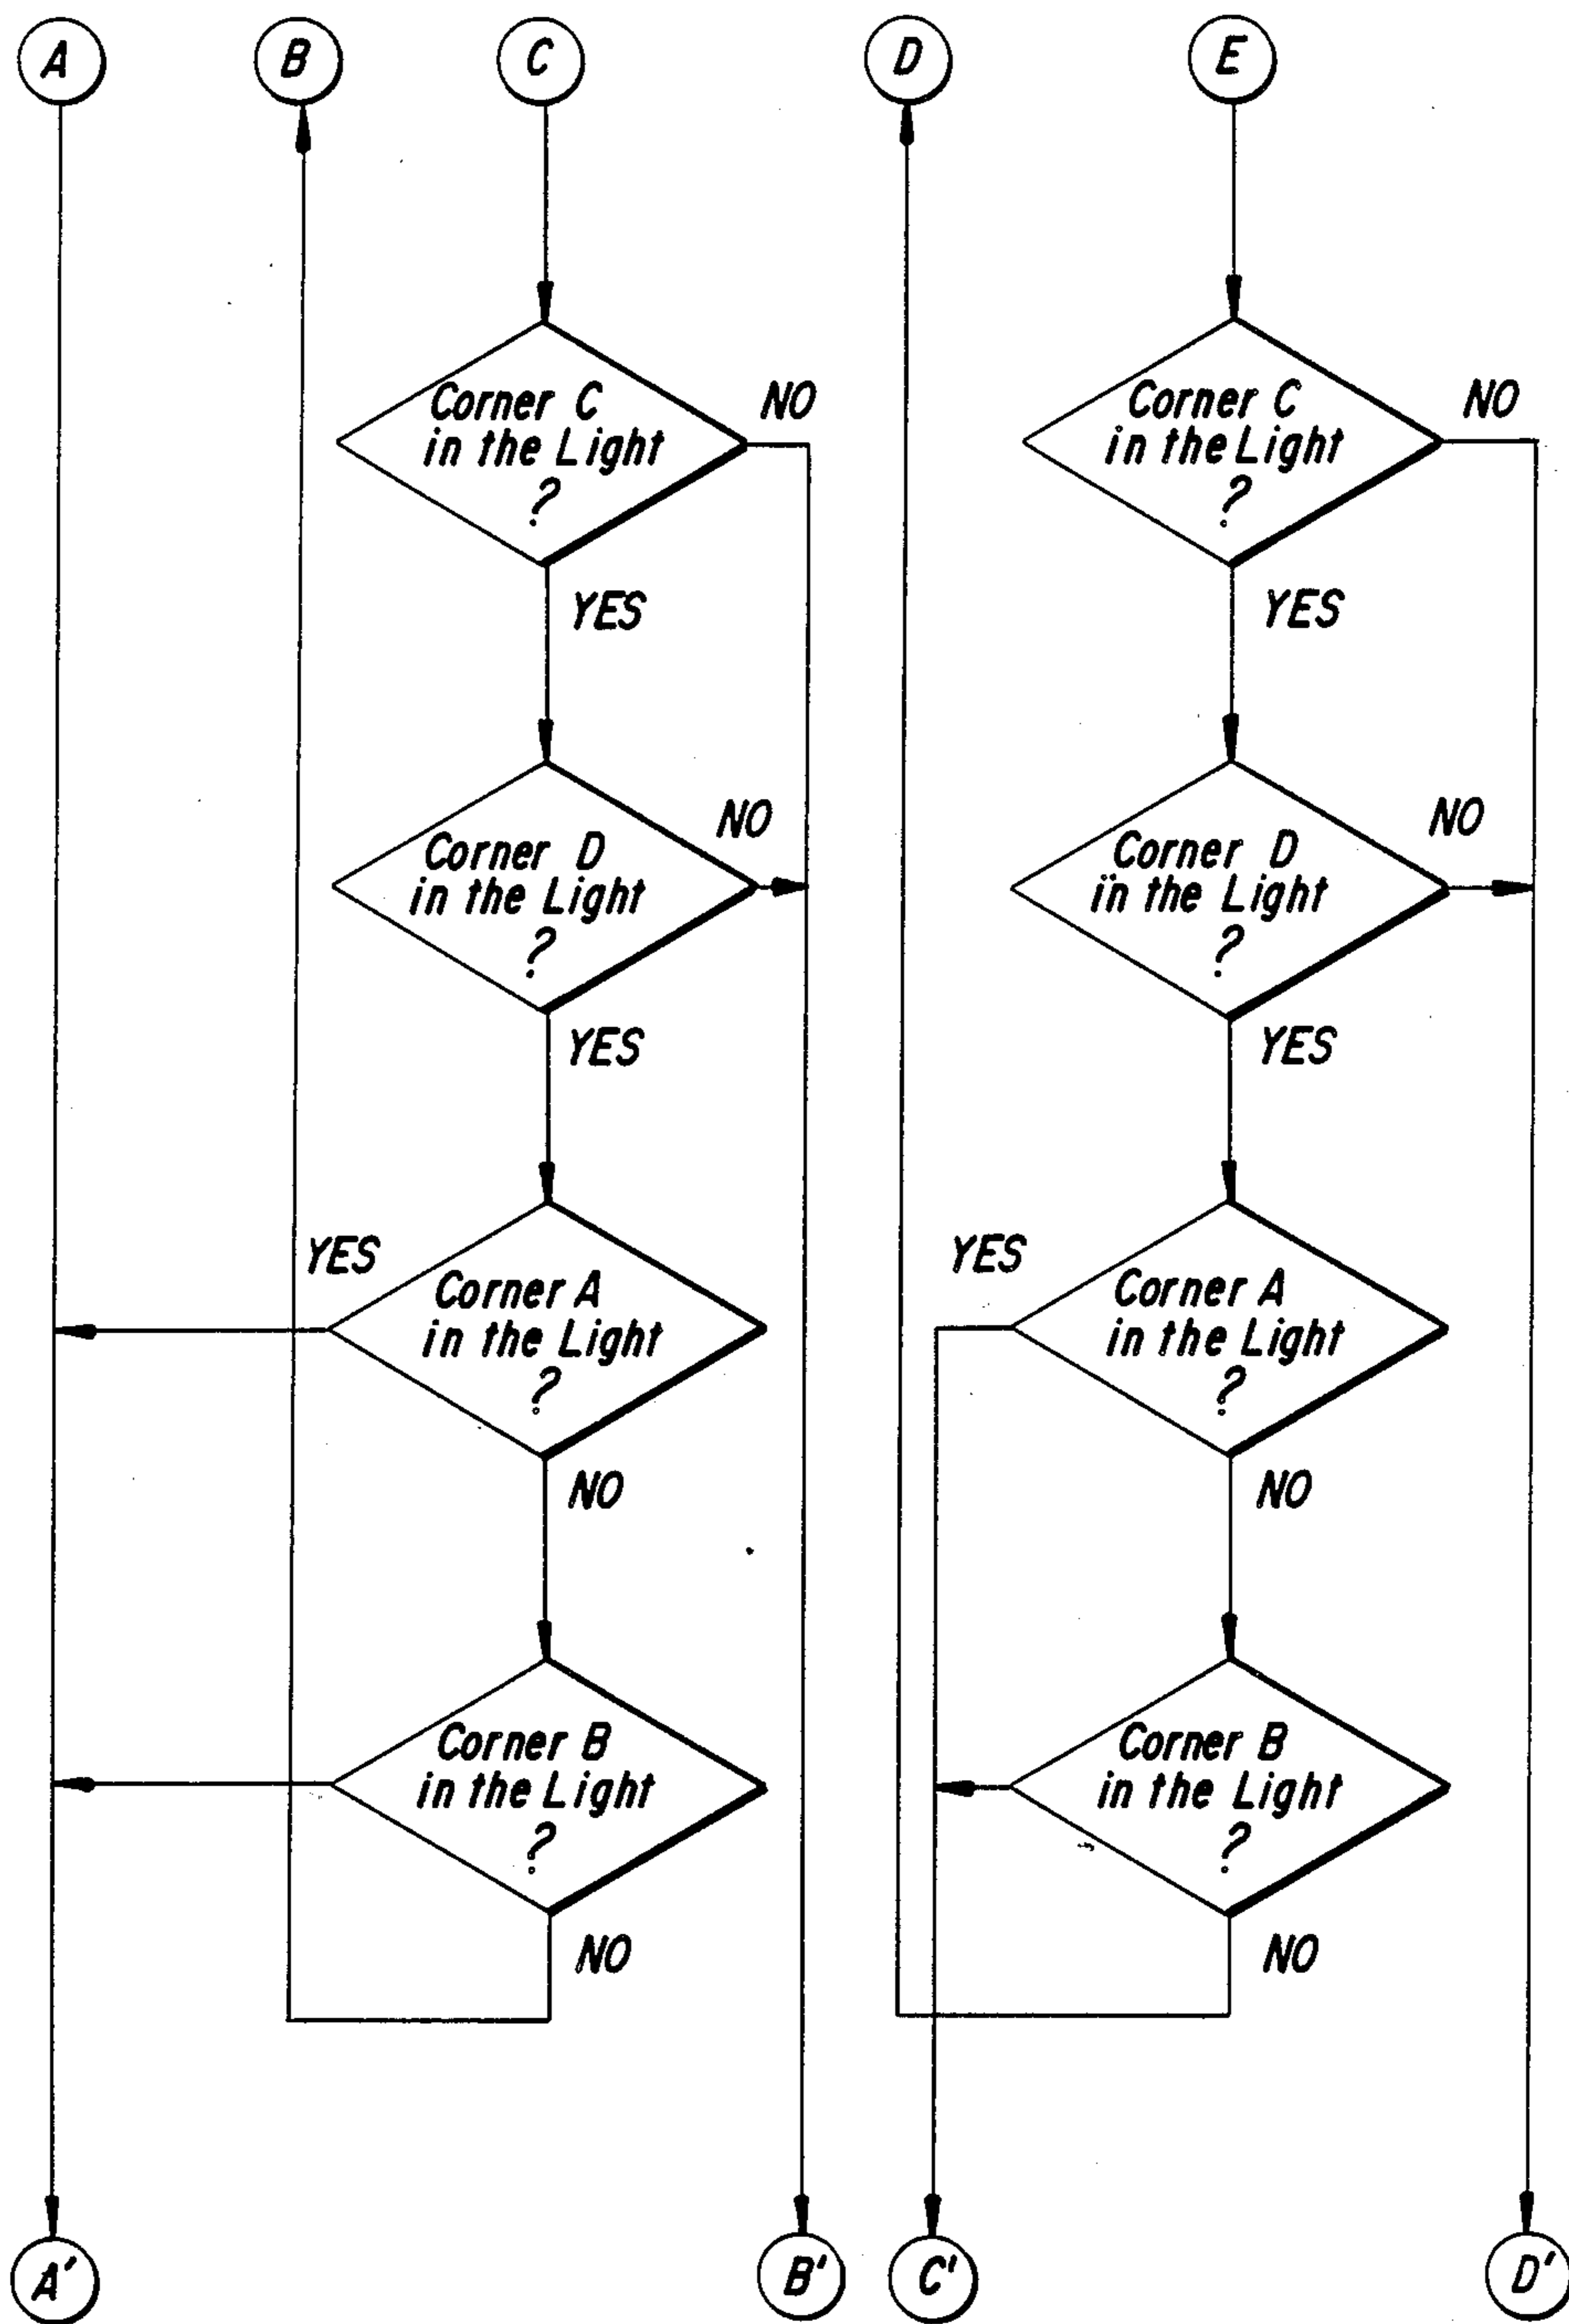 A
B
C
D
E
Corner C
in the Light
?
NO
YES
Corner C
in the Light
?
NO
YES
Corner D
in the Light
?
NO
YES
Corner D
in the Light
?
NO
YES
YES
Corner A
in the Light
?
NO
YES
Corner A
in the Light
?
NO
Corner B
in the Light
?
NO
Corner B
in the Light
?
NO
A'
B'
C'
D'